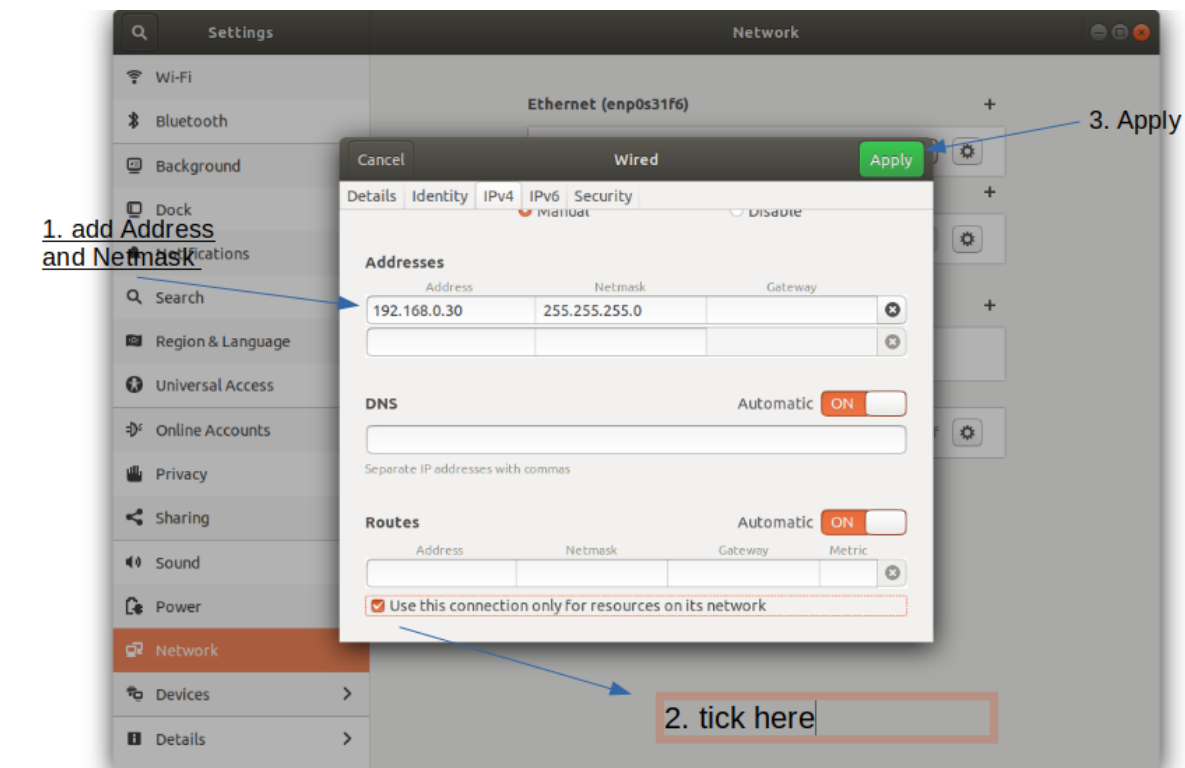 Settings
Network
Wi-Fi
Bluetooth
Background
Dock
Notifications
Search
Region & Language
Universal Access
Online Accounts
Privacy
Sharing
Sound
Power
Network
Devices
Details
Ethernet (enp0s31f6)
3. Apply
Cancel
Wired
Apply
Details Identity IPv4 IPv6 Security
Manual Disable
1. add Address
and Netmask
Addresses
Address Netmask Gateway
192.168.0.30 255.255.255.0
DNS
Automatic ON
Separate IP addresses with commas
Routes
Automatic ON
Address Netmask Gateway Metric
Use this connection only for resources on its network
2. tick here